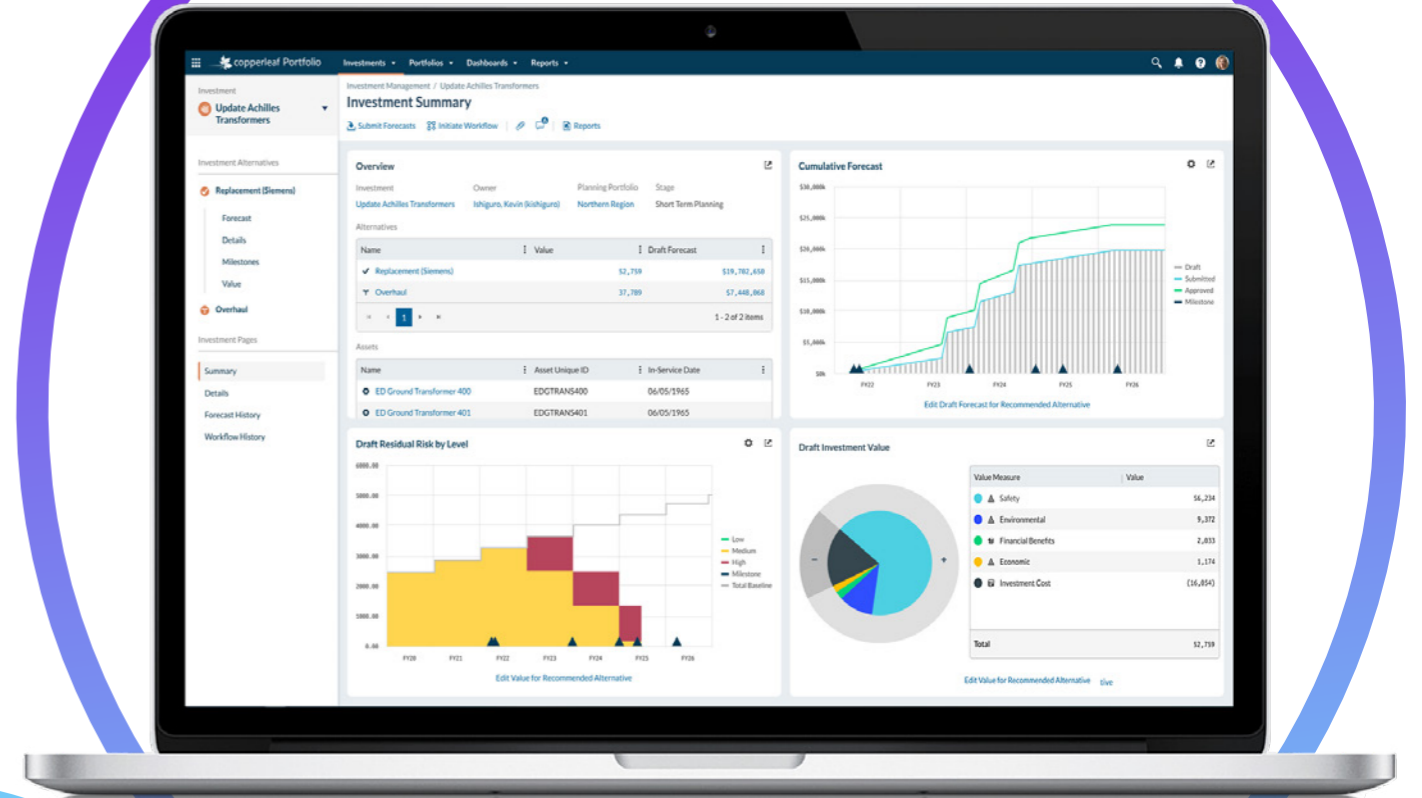 copperleaf Portfolio
Investments
Portfolios
Dashboards
Reports
Investment
Update Achilles
Transformers
Investment Alternatives
Replacement (Siemens)
Forecast
Details
Milestones
Value
Overhaul
Investment Pages
Summary
Details
Forecast History
Workflow History
Investment Management / Update Achilles Transformers
Investment Summary
Submit Forecasts
Initiate Workflow
Reports
Overview
Investment Owner Planning Portfolio Stage
Update Achilles Transformers Ishiguro, Kevin (kishiguro) Northern Region Short Term Planning
Alternatives
Name Value Draft Forecast
Replacement (Siemens) 52,759 $19,782,658
Overhaul 37,789 $7,448,068
1
1 - 2 of 2 items
Assets
Name Asset Unique ID In-Service Date
ED Ground Transformer 400 EDGTRANS400 06/05/1965
ED Ground Transformer 401 EDGTRANS401 06/05/1965
Cumulative Forecast
$30,000k
$25,000k
$20,000k
$15,000k
$10,000k
$5,000k
$0k
FY22 FY23 FY24 FY25 FY26
Draft
Submitted
Approved
Milestone
Edit Draft Forecast for Recommended Alternative
Draft Residual Risk by Level
6000.00
5000.00
4000.00
3000.00
2000.00
1000.00
0.00
FY20 FY21 FY22 FY23 FY24 FY25 FY26
Low
Medium
High
Milestone
Total Baseline
Edit Value for Recommended Alternative
Draft Investment Value
- +
Value Measure Value
Safety 56,234
Environmental 9,372
Financial Benefits 2,033
Economic 1,174
Investment Cost (16,054)
Total 52,759
Edit Value for Recommended Alternative tive